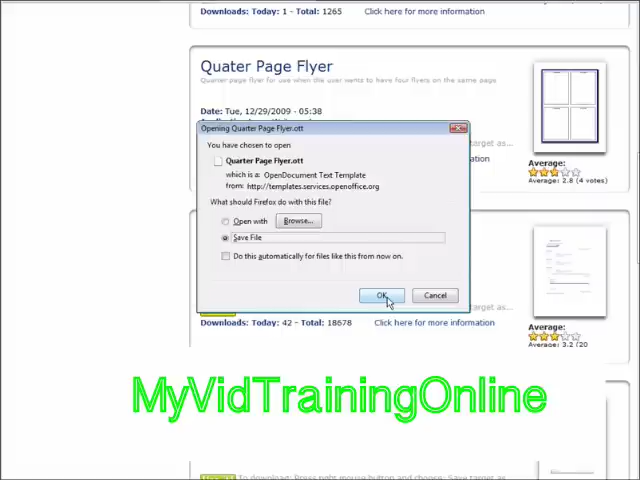 Downloads: Today: 1 - Total: 1265 Click here for more information
Quater Page Flyer
Quarter page flyer for use when the user wants to have four flyers on the same page
Date: Tue, 12/29/2009 - 05:38
Opening Quarter Page Flyer.ott
You have chosen to open
Quarter Page Flyer.ott
which is a: OpenDocument Text Template
from: http://templates.services.openoffice.org
What should Firefox do with this file?
Open with Browse...
Save File
Do this automatically for files like this from now on.
OK Cancel
target as...
Average:
Average: 2.8 (4 votes)
Downloads: Today: 42 - Total: 18678 Click here for more information
Average:
Average: 3.2 (20
MyVidTrainingOnline
To download: Press right mouse button and choose: Save target as